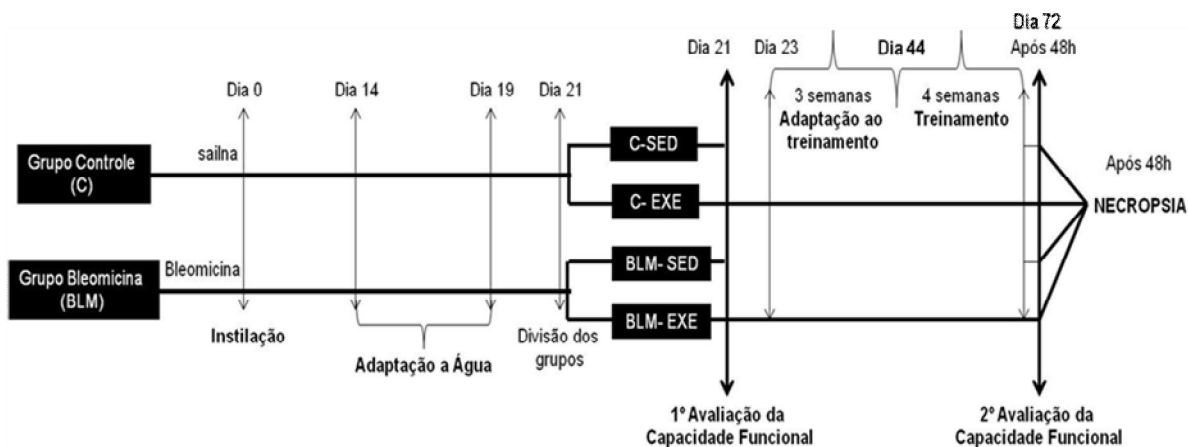 Dia 72
Dia 21
Dia 23
Dia 44
Após 48h
Dia 0
Dia 14
Dia 19
Dia 21
3 semanas
Adaptação ao
treinamento
4 semanas
Treinamento
Grupo Controle
(C)
sailna
C-SED
C- EXE
Após 48h
NECROPSIA
Grupo Bleomicina
(BLM)
Bleomicina
BLM- SED
BLM- EXE
Instilação
Adaptação a Água
Divisão dos
grupos
1º Avaliação da
Capacidade Funcional
2º Avaliação da
Capacidade Funcional